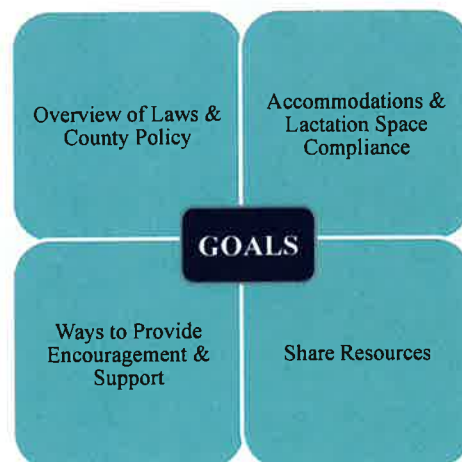 Overview of Laws &
County Policy
Accommodations &
Lactation Space
Compliance
GOALS
Ways to Provide
Encouragement &
Support
Share Resources